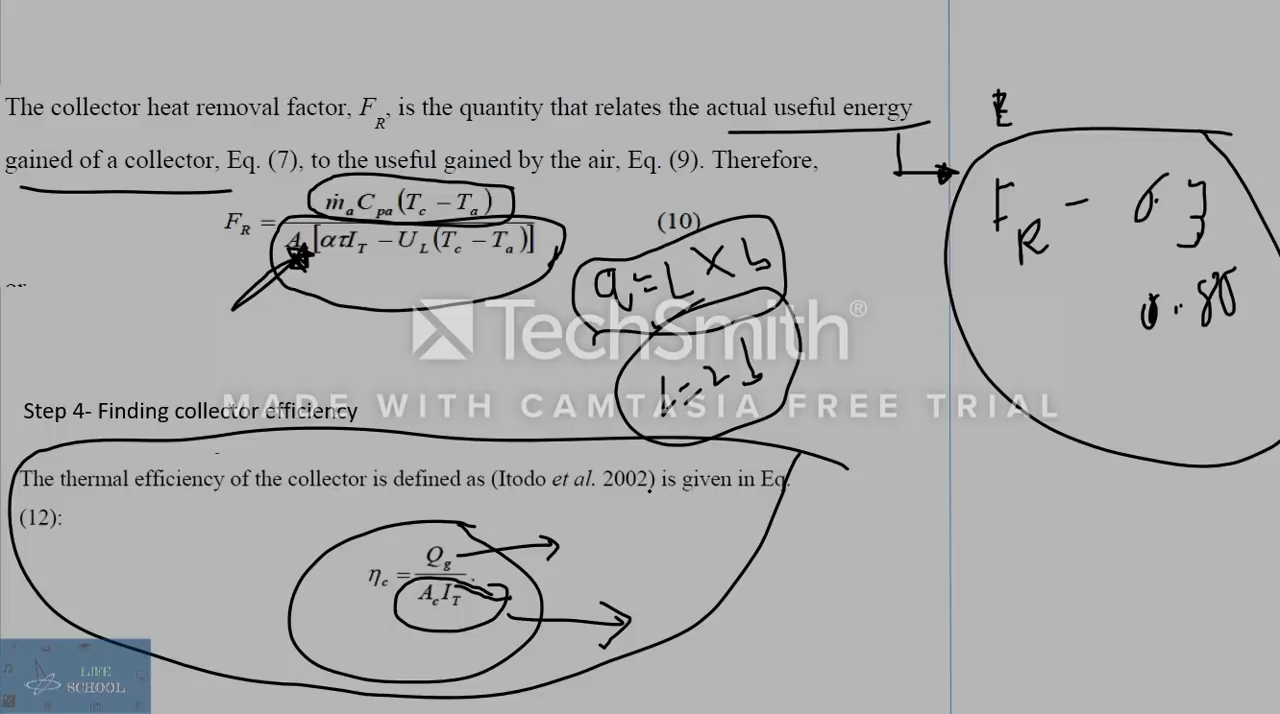 The collector heat removal factor, F_R, is the quantity that relates the actual useful energy
gained of a collector, Eq. (7), to the useful gained by the air, Eq. (9). Therefore,
F_R = ṁ_a C_pa (T_c − T_a) / A_c [ατI_T − U_L (T_c − T_a)] (10)
or
F_R -
0.80
a = L × b
L = 2b
TechSmith®
MADE WITH CAMTASIA FREE TRIAL
Step 4- Finding collector efficiency
The thermal efficiency of the collector is defined as (Itodo et al. 2002) is given in Eq.
(12):
η_c = Q_g / A_c I_T .
LIFE
SCHOOL